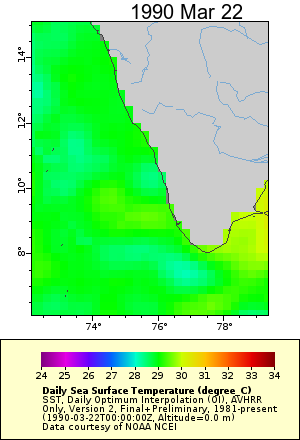 1990 Mar 22
14°
12°
10°
8°
74°
76°
78°
24 25 26 27 28 29 30 31 32 33 34
Daily Sea Surface Temperature (degree_C)
SST, Daily Optimum Interpolation (OI), AVHRR
Only, Version 2, Final+Preliminary, 1981-present
(1990-03-22T00:00:00Z, Altitude=0.0 m)
Data courtesy of NOAA NCEI